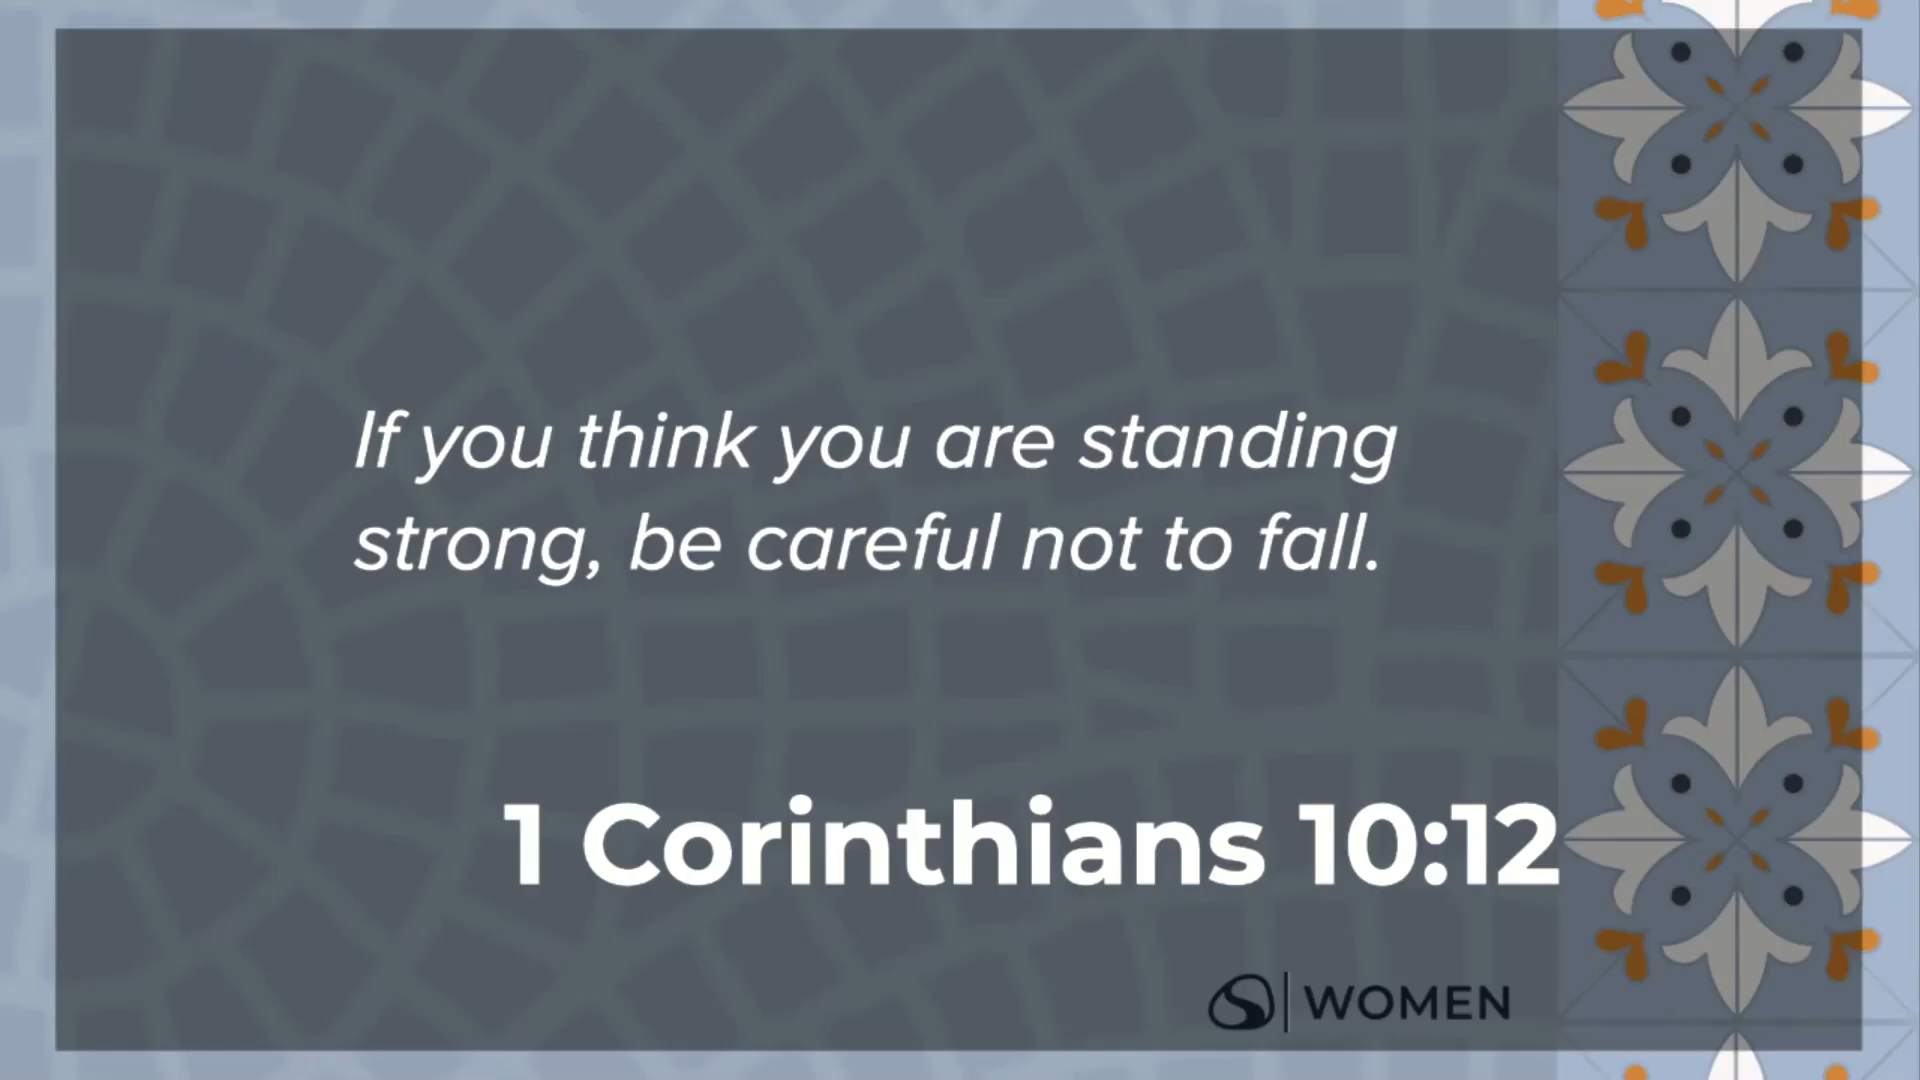 If you think you are standing
strong, be careful not to fall.
1 Corinthians 10:12
WOMEN